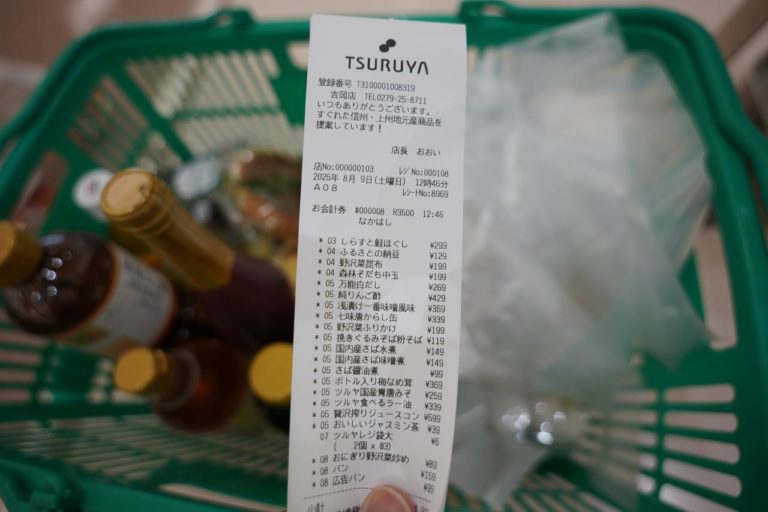 TSURUYA
登録番号 T3100001008319
吉岡店 TEL0279-25-8711
いつもありがとうございます。
すぐれた信州・上州地元産商品を
提案しています！
店長 おおい
店No:000000103 ﾚｼﾞNo:000108
2025年 8月 9日(土曜日) 12時46分
A08 ﾚｼｰﾄNo:8969
お会計券 #000008 R3500 12:46
なかはし
* 03 しらすと鮭ほぐし ¥299
* 04 ふるさとの納豆 ¥129
* 04 野沢菜昆布 ¥199
* 04 森林そだち中玉 ¥199
* 05 万能白だし ¥269
* 05 純りんご酢 ¥429
* 05 浅漬け一番味噌風味 ¥369
* 05 七味唐からし缶 ¥339
* 05 野沢菜ふりかけ ¥199
* 05 挽きぐるみそば粉そば ¥119
* 05 国内産さば水煮 ¥149
* 05 国内産さば味噌煮 ¥149
* 05 さば醤油煮 ¥99
* 05 ボトル入り梅なめ茸 ¥369
* 05 ツルヤ国産青唐みそ ¥259
* 05 ツルヤ食べるラー油 ¥339
* 05 贅沢搾りジュースコン ¥599
* 05 おいしいジャスミン茶 ¥39
07 ツルヤレジ袋大 ¥6
( 2個 x @3)
* 08 おにぎり野沢菜炒め ¥89
* 08 パン ¥159
* 08 広告パン ¥99
小計